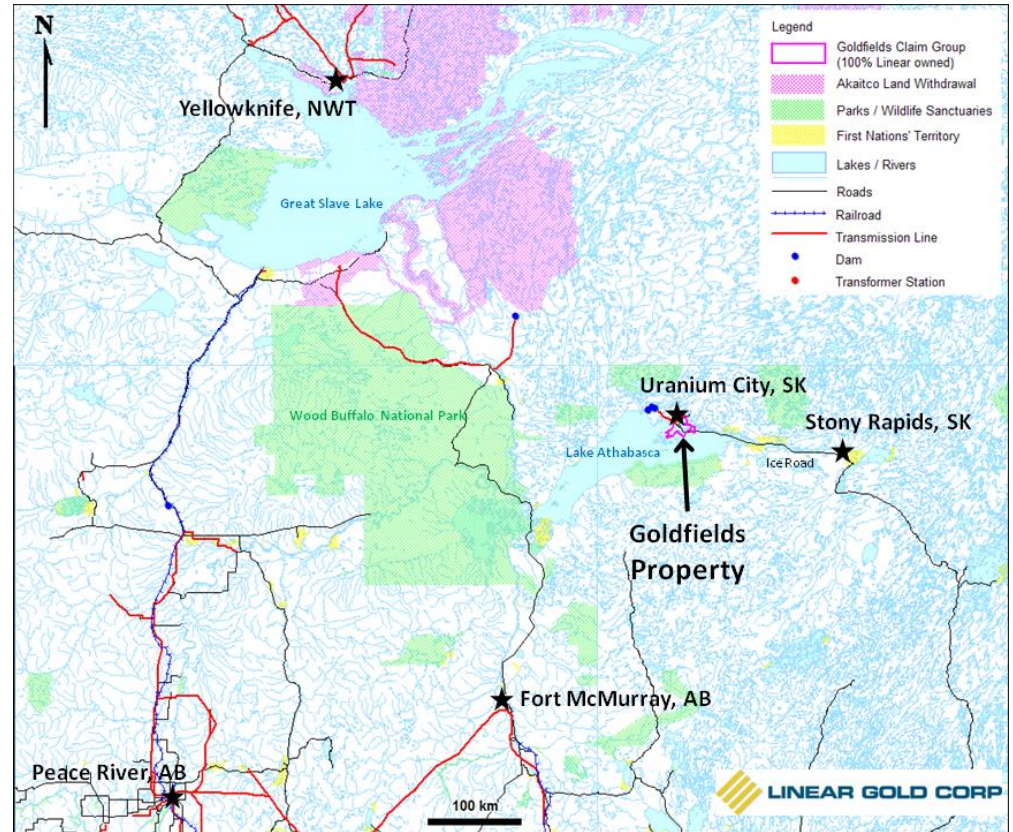 N
Yellowknife, NWT
Great Slave Lake
Wood Buffalo National Park
Uranium City, SK
Stony Rapids, SK
Lake Athabasca
Ice Road
Goldfields
Property
Fort McMurray, AB
Peace River, AB
100 km
Legend
Goldfields Claim Group
(100% Linear owned)
Akaitco Land Withdrawal
Parks / Wildlife Sanctuaries
First Nations' Territory
Lakes / Rivers
Roads
Railroad
Transmission Line
Dam
Transformer Station
LINEAR GOLD CORP